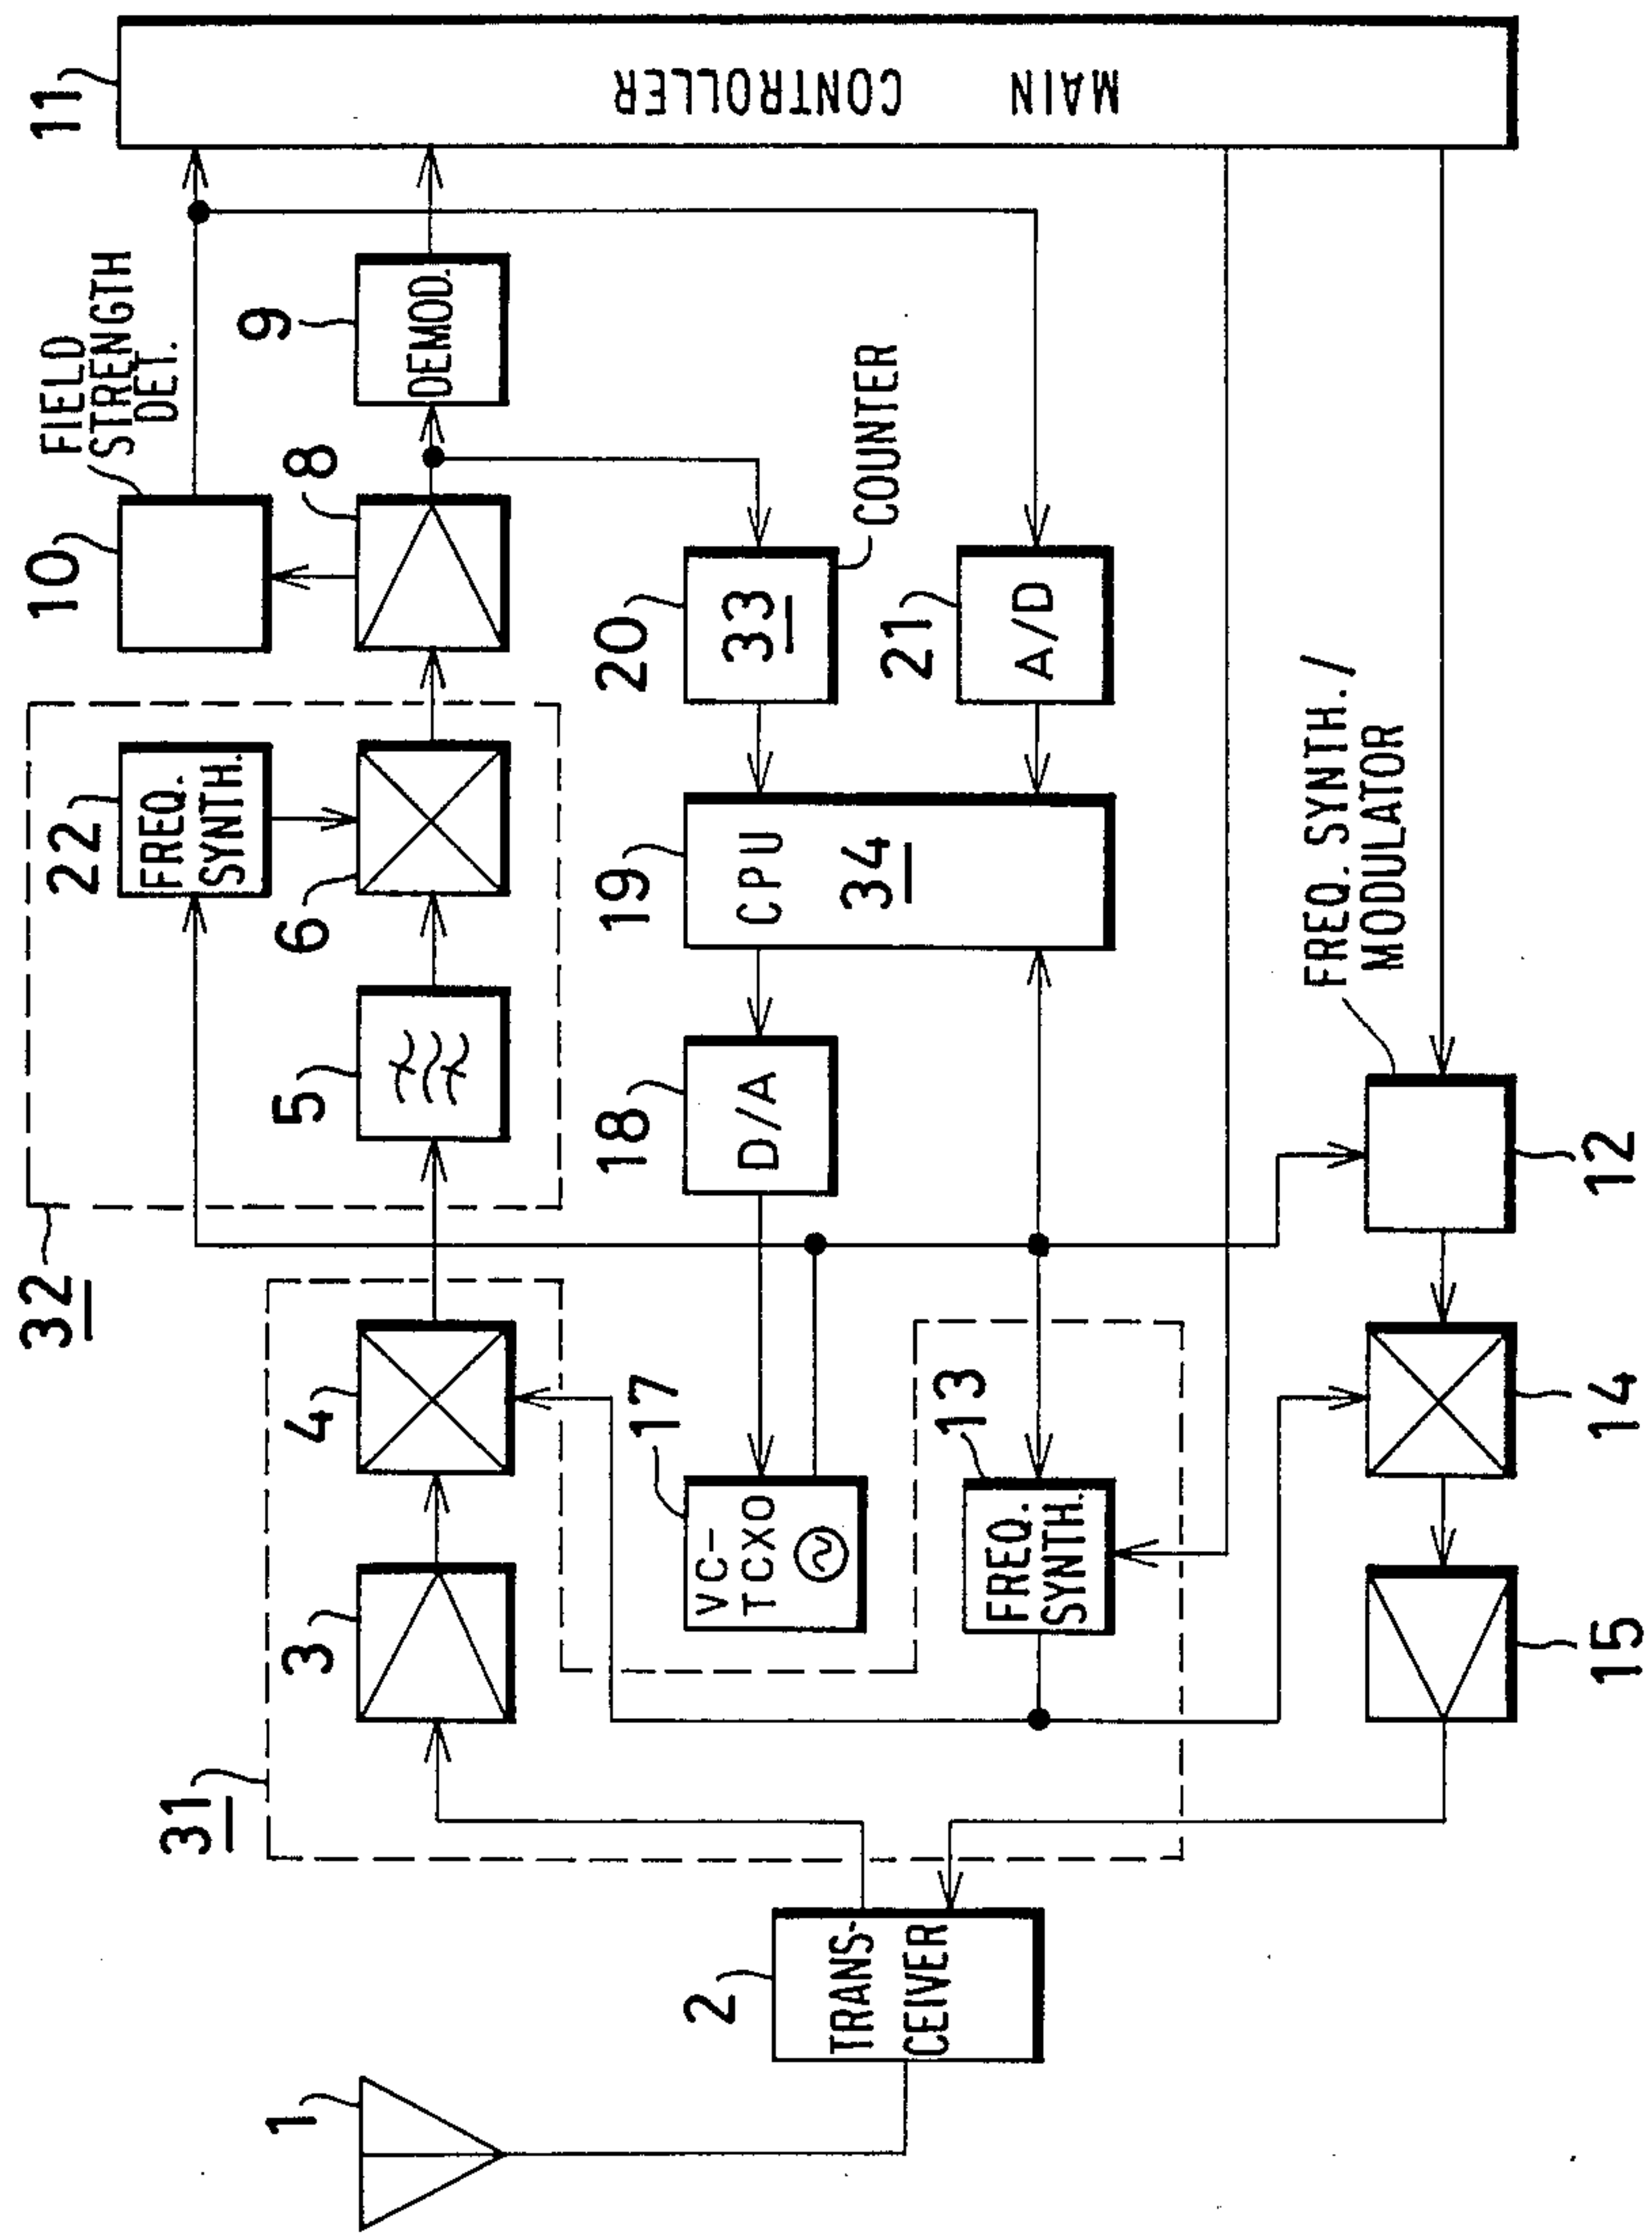 FIELD
STRENGTH
DET.
10
11
22
FREQ.
SYNTH.
32
31
1
2
TRANS-
CEIVER
3
4
5
6
8
9
DEMOD.
MAIN CONTROLLER
17
VC-
TCXO
18
D/A
19
CPU
34
20
33
COUNTER
21
A/D
13
FREQ.
SYNTH.
FREQ. SYNTH./
MODULATOR
15
14
12